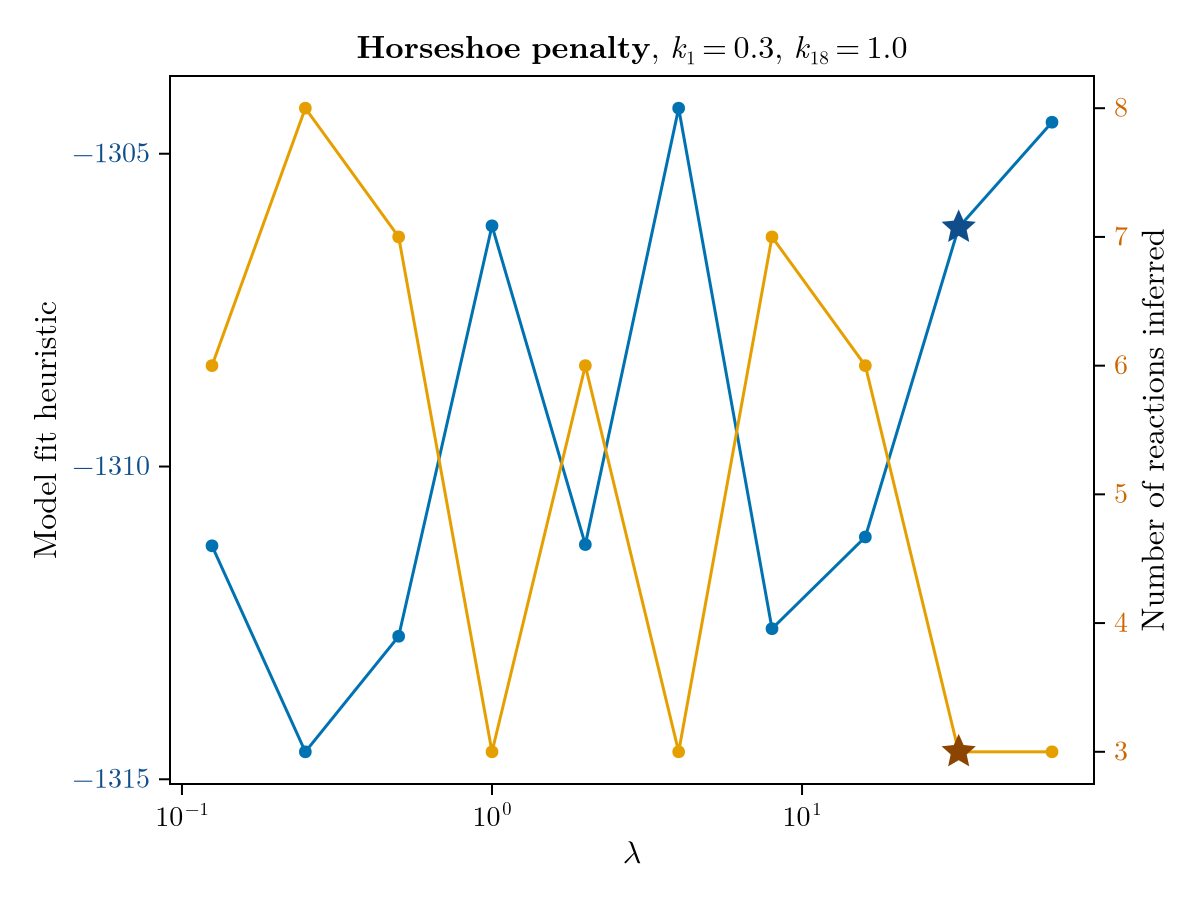 Horseshoe penalty, k₁ = 0.3, k₁₈ = 1.0
Model fit heuristic
−1305
−1310
−1315
8
7
6
5
4
3
Number of reactions inferred
10⁻¹ 10⁰ 10¹
λ